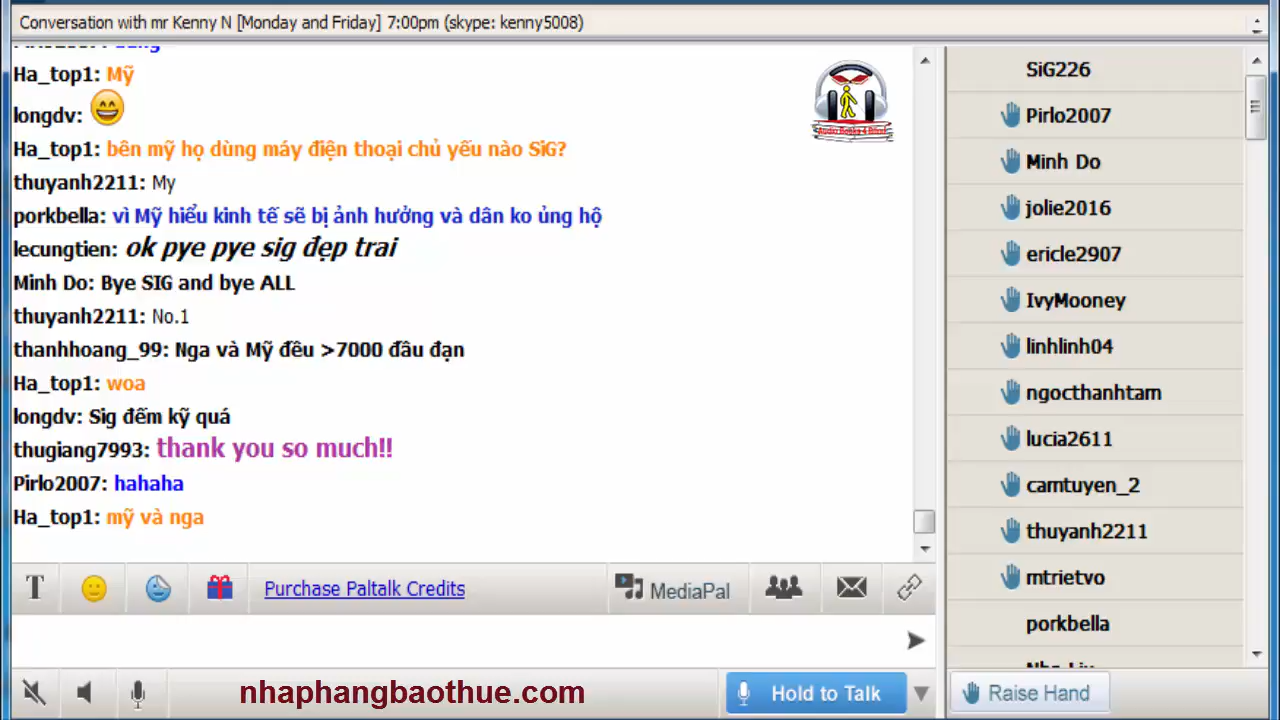 Conversation with mr Kenny N [Monday and Friday] 7:00pm (skype: kenny5008)
Ha_top1: Mỹ
longdv:
Ha_top1: bên mỹ họ dùng máy điện thoại chủ yếu nào SiG?
thuyanh2211: My
porkbella: vì Mỹ hiểu kinh tế sẽ bị ảnh hưởng và dân ko ủng hộ
lecungtien: ok pye pye sig đẹp trai
Minh Do: Bye SIG and bye ALL
thuyanh2211: No.1
thanhhoang_99: Nga và Mỹ đều >7000 đầu đạn
Ha_top1: woa
longdv: Sig đếm kỹ quá
thugiang7993: thank you so much!!
Pirlo2007: hahaha
Ha_top1: mỹ và nga
Audio Books 4 Blind
SiG226
Pirlo2007
Minh Do
jolie2016
ericle2907
IvyMooney
linhlinh04
ngocthanhtam
lucia2611
camtuyen_2
thuyanh2211
mtrietvo
porkbella
T
Purchase Paltalk Credits
MediaPal
nhaphangbaothue.com
Hold to Talk
Raise Hand